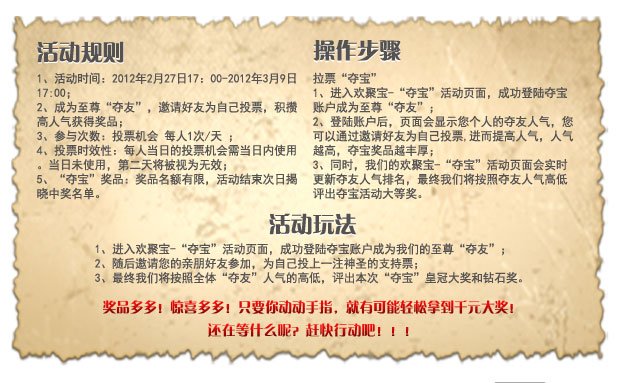 活动规则
1、活动时间：2012年2月27日17：00-2012年3月9日
17:00；
2、成为至尊“夺友”，邀请好友为自己投票，积攒
高人气获得奖品；
3、参与次数：投票机会 每人1次/天 ；
4、投票时效性：每人当日的投票机会需当日内使用
。当日未使用，第二天将被视为无效；
5、“夺宝”奖品：奖品名额有限，活动结束次日揭
晓中奖名单。
操作步骤
拉票“夺宝”
1、进入欢聚宝-“夺宝”活动页面，成功登陆夺宝
账户成为至尊“夺友”；
2、登陆账户后，页面会显示您个人的夺友人气，您
可以通过邀请好友为自己投票,进而提高人气，人气
越高，夺宝奖品越丰厚；
3、同时，我们的欢聚宝-“夺宝”活动页面会实时
更新夺友人气排名，最终我们将按照夺友人气高低
评出夺宝活动大等奖。
活动玩法
1、进入欢聚宝-“夺宝”活动页面，成功登陆夺宝账户成为我们的至尊“夺友”；
2、随后邀请您的亲朋好友参加，为自己投上一注神圣的支持票；
3、最终我们将按照全体“夺友”人气的高低，评出本次“夺宝”皇冠大奖和钻石奖。
奖品多多！惊喜多多！只要你动动手指，就有可能轻松拿到千元大奖！
还在等什么呢？赶快行动吧！！！